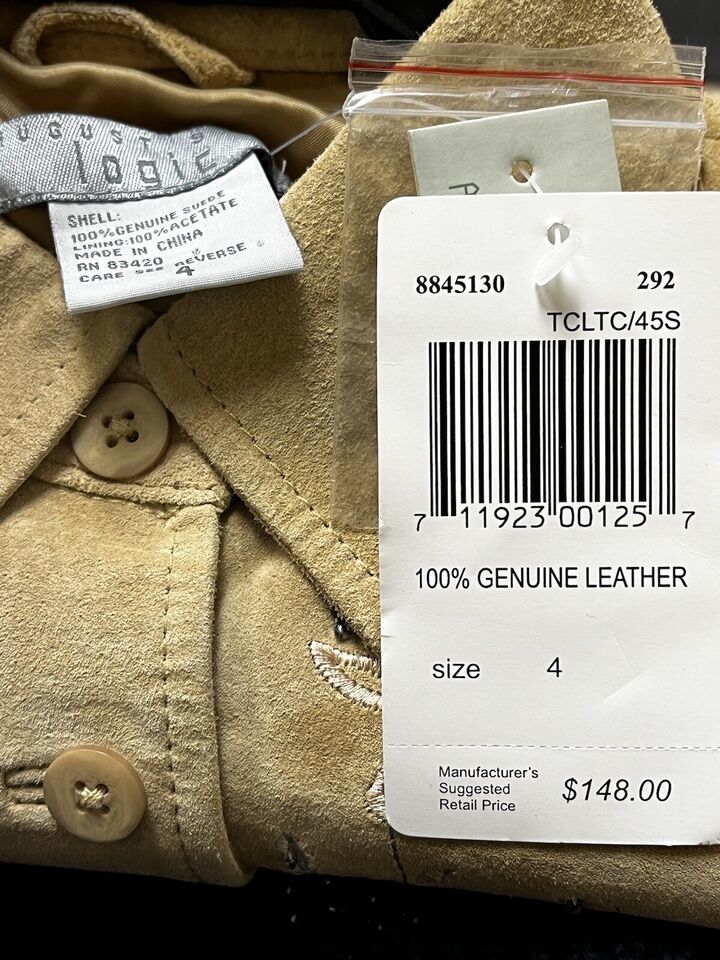 UGUST S
logic
SHELL:
100% GENUINE SUEDE
LINING:100% ACETATE
MADE IN CHINA
RN 83420
CARE SEE REVERSE
4
8845130 292
TCLTC/45S
7 11923 00125 7
100% GENUINE LEATHER
size 4
Manufacturer's
Suggested
Retail Price
$148.00